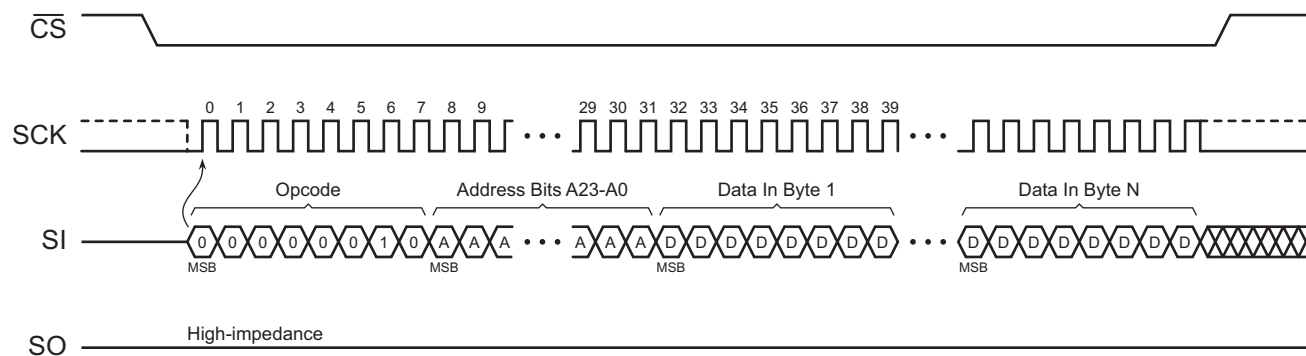 CS
0 1 2 3 4 5 6 7 8 9 29 30 31 32 33 34 35 36 37 38 39
SCK
Opcode Address Bits A23-A0 Data In Byte 1 Data In Byte N
SI 0 0 0 0 0 0 1 0 A A A A A A D D D D D D D D D D D D D D D D
MSB MSB MSB MSB
High-impedance
SO